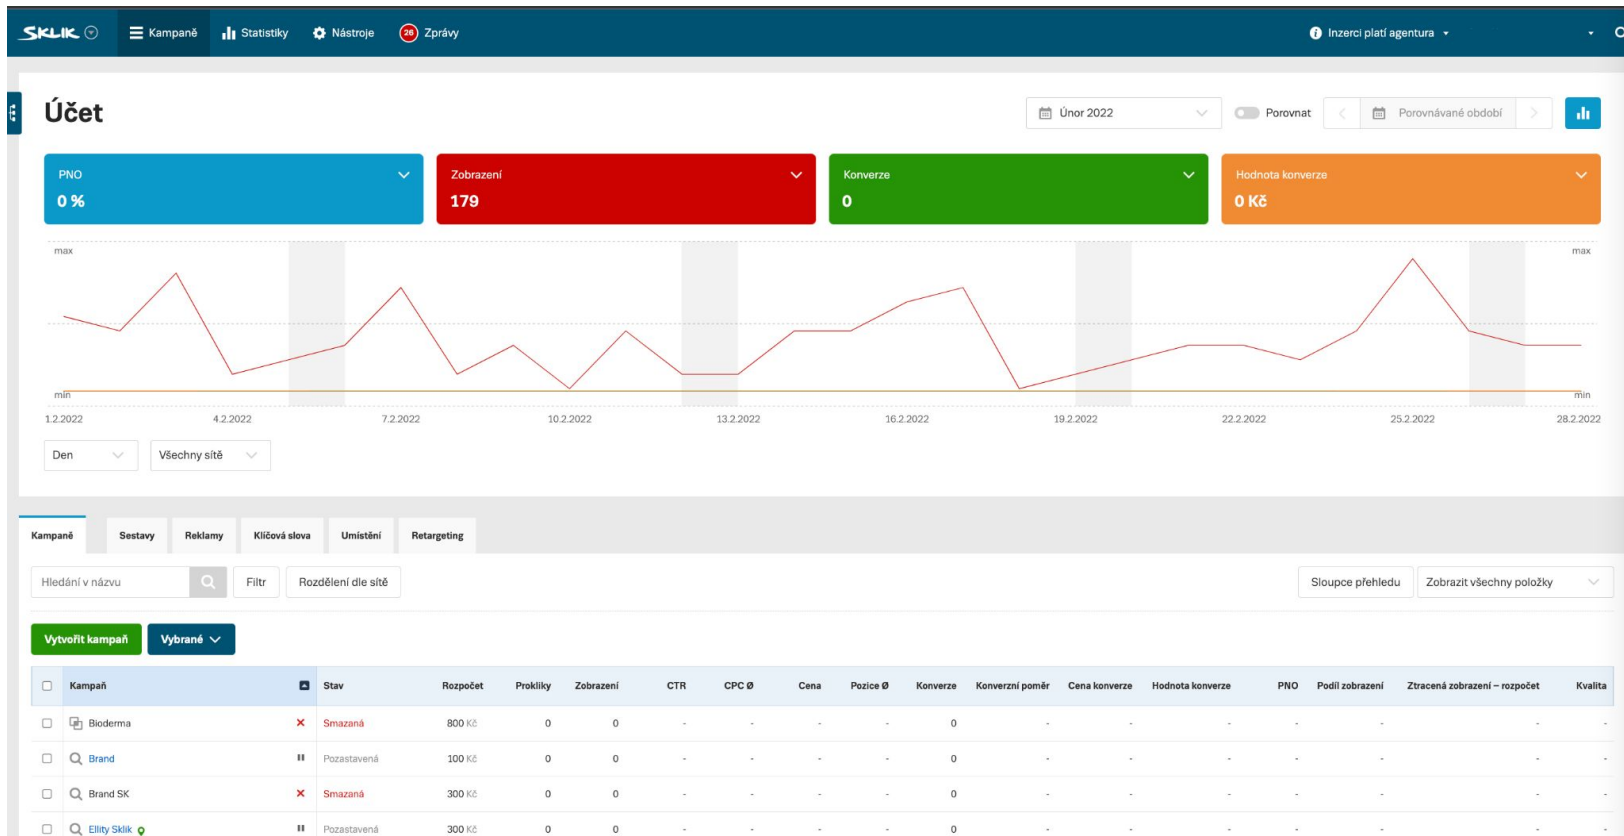 SKLIK Kampaně Statistiky Nástroje 26 Zprávy Inzerci platí agentura
Účet Únor 2022 Porovnat Porovnávané období
PNO Zobrazení Konverze Hodnota konverze
0 % 179 0 0 Kč
max max
min min
1.2.2022 4.2.2022 7.2.2022 10.2.2022 13.2.2022 16.2.2022 19.2.2022 22.2.2022 25.2.2022 28.2.2022
Den Všechny sítě
Kampaně Sestavy Reklamy Klíčová slova Umístění Retargeting
Hledání v názvu Filtr Rozdělení dle sítě Sloupce přehledu Zobrazit všechny položky
Vytvořit kampaň Vybrané
Kampaň Stav Rozpočet Prokliky Zobrazení CTR CPC Ø Cena Pozice Ø Konverze Konverzní poměr Cena konverze Hodnota konverze PNO Podíl zobrazení Ztracená zobrazení – rozpočet Kvalita
Bioderma Smazaná 800 Kč 0 0 - - - - 0 - - - - - - -
Brand Pozastavená 100 Kč 0 0 - - - - 0 - - - - - - -
Brand SK Smazaná 300 Kč 0 0 - - - - 0 - - - - - - -
Ellity Sklik Pozastavená 300 Kč 0 0 - - - - 0 - - - - - - -